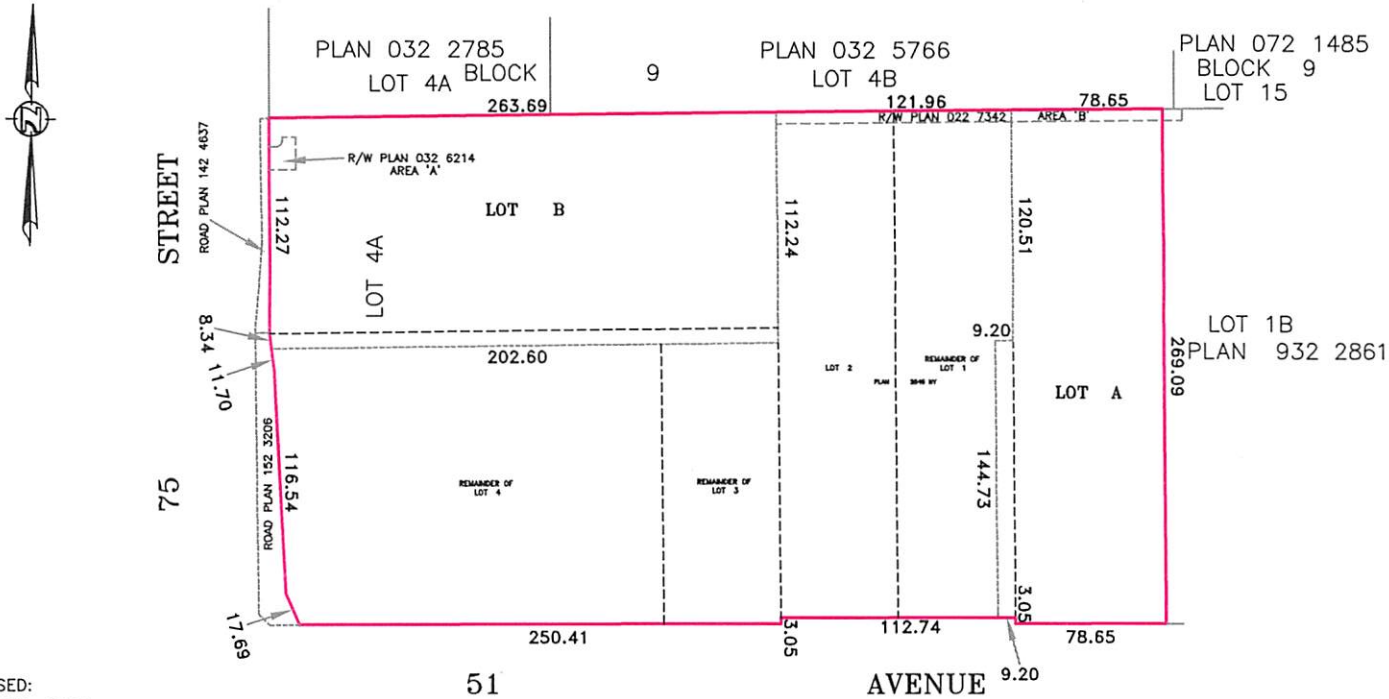 PLAN 032 2785
LOT 4A
BLOCK 9
PLAN 032 5766
LOT 4B
PLAN 072 1485
BLOCK 9
LOT 15
263.69
121.96
78.65
R/W PLAN 022 7342
AREA 'B'
N
STREET
ROAD PLAN 142 4637
R/W PLAN 032 6214
AREA 'A'
112.27
LOT B
LOT 4A
112.24
120.51
8.34
11.70
202.60
9.20
LOT 1B
PLAN 932 2861
269.09
LOT 2
REMAINDER OF
LOT 1
PLAN
LOT A
75
ROAD PLAN 152 3206
116.54
REMAINDER OF
LOT 4
REMAINDER OF
LOT 3
144.73
3.05
17.69
250.41
3.05
112.74
9.20
78.65
51 AVENUE
SED: